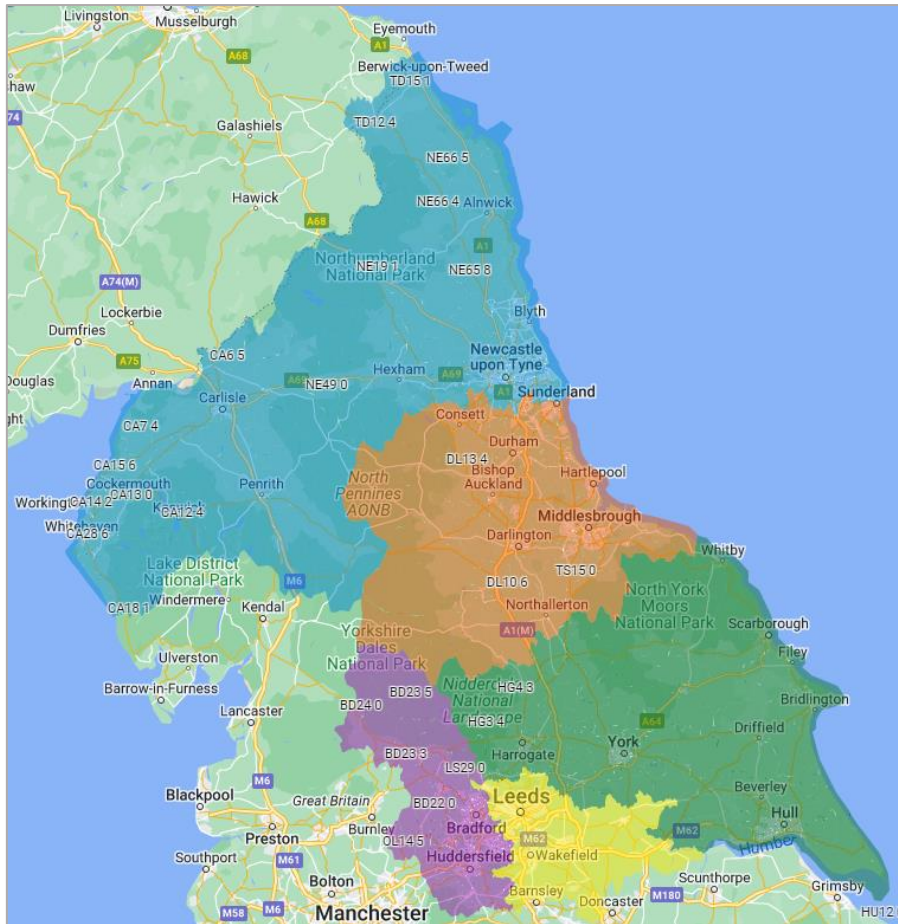 Livingston
Musselburgh
Eyemouth
A68
A1
Berwick-upon-Tweed
TD15 1
shaw
74
TD12 4
Galashiels
NE66 5
Hawick
NE66 4
Alnwick
A68
A1
Northumberland
National Park
NE19 1
NE65 8
A74(M)
Lockerbie
Blyth
Dumfries
CA6 5
Newcastle
upon Tyne
A75
Hexham
A69
Douglas
Annan
A69
NE49 0
A1
Sunderland
Carlisle
ght
Consett
CA7 4
Durham
DL13 4
CA15 6
Bishop
Auckland
Hartlepool
Cockermouth
North
Pennines
AONB
Penrith
CA13 0
CA14 2
CA12 4
Middlesbrough
CA28 6
Darlington
Whitby
Lake District
National Park
TS15 0
M6
DL10 6
North York
Moors
National Park
Windermere
Kendal
Northallerton
CA18 1
A1(M)
Scarborough
Yorkshire
Dales
National Park
Ulverston
Filey
Barrow-in-Furness
BD23 5
HG4 3
Bridlington
BD24 0
Lancaster
HG3 4
A64
Driffield
Harrogate
York
BD23 3
LS29 0
M6
Beverley
Blackpool
Great Britain
BD22 0
Leeds
Hull
Preston
Burnley
Bradford
M62
M62
Humber
OL14 5
Wakefield
Southport
M61
Huddersfield
Bolton
Barnsley
Doncaster
M180
Scunthorpe
Grimsby
M58
M6
Manchester
HU12